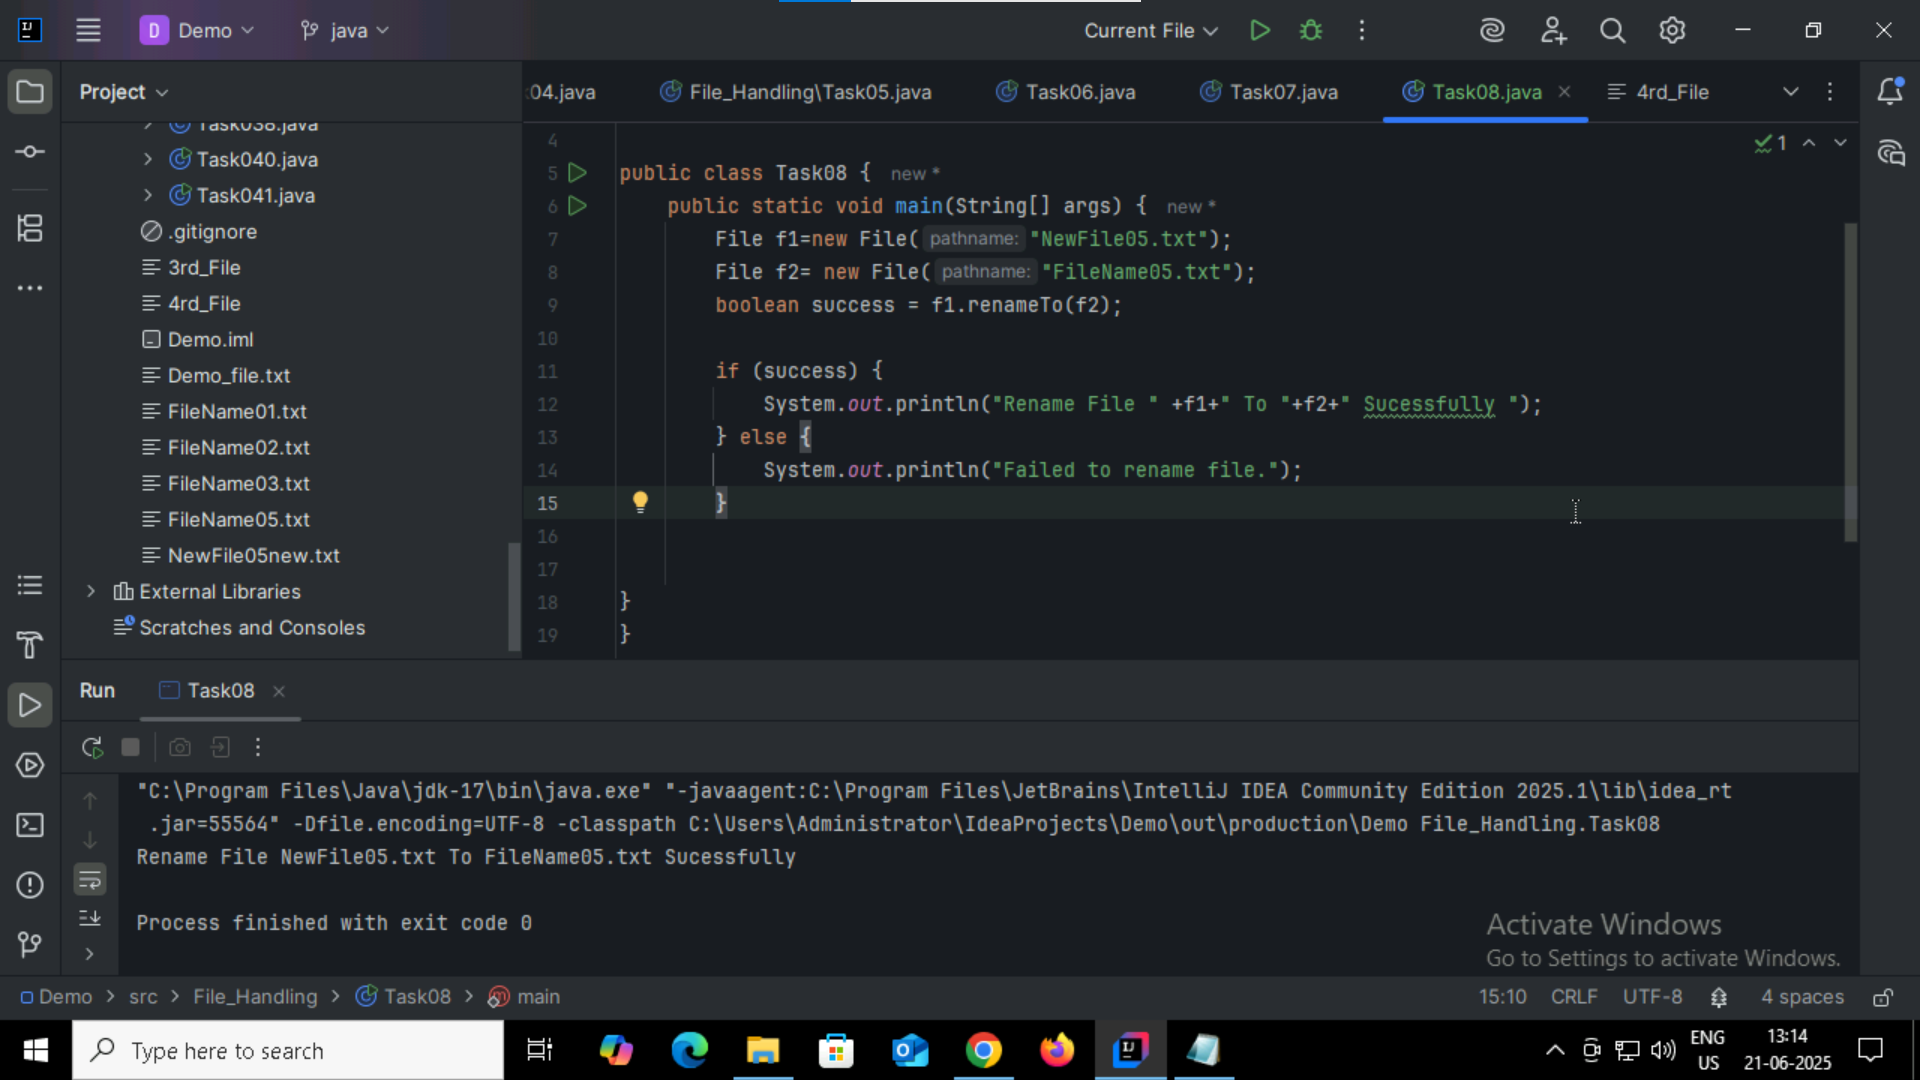 D Demo java Current File
Project
04.java File_Handling\Task05.java Task06.java Task07.java Task08.java 4rd_File
Task038.java
Task040.java
Task041.java
.gitignore
3rd_File
4rd_File
Demo.iml
Demo_file.txt
FileName01.txt
FileName02.txt
FileName03.txt
FileName05.txt
NewFile05new.txt
External Libraries
Scratches and Consoles
4
1
5 public class Task08 { new *
6 public static void main(String[] args) { new *
7 File f1=new File( pathname: "NewFile05.txt");
8 File f2= new File( pathname: "FileName05.txt");
9 boolean success = f1.renameTo(f2);
10
11 if (success) {
12 System.out.println("Rename File " +f1+" To "+f2+" Sucessfully ");
13 } else {
14 System.out.println("Failed to rename file.");
15 }
16
17
18 }
19 }
Run Task08
"C:\Program Files\Java\jdk-17\bin\java.exe" "-javaagent:C:\Program Files\JetBrains\IntelliJ IDEA Community Edition 2025.1\lib\idea_rt
.jar=55564" -Dfile.encoding=UTF-8 -classpath C:\Users\Administrator\IdeaProjects\Demo\out\production\Demo File_Handling.Task08
Rename File NewFile05.txt To FileName05.txt Sucessfully
Process finished with exit code 0
Activate Windows
Go to Settings to activate Windows.
Demo > src > File_Handling > Task08 > main 15:10 CRLF UTF-8 4 spaces
Type here to search
ENG
US
13:14
21-06-2025